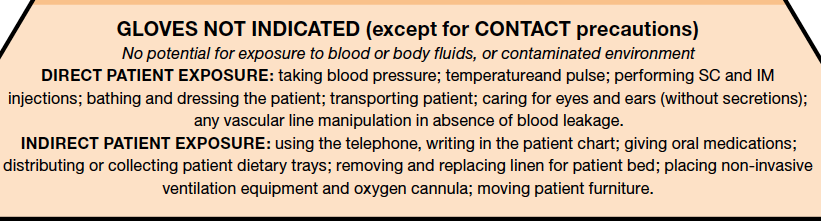 GLOVES NOT INDICATED (except for CONTACT precautions)
No potential for exposure to blood or body fluids, or contaminated environment
DIRECT PATIENT EXPOSURE: taking blood pressure; temperatureand pulse; performing SC and IM
injections; bathing and dressing the patient; transporting patient; caring for eyes and ears (without secretions);
any vascular line manipulation in absence of blood leakage.
INDIRECT PATIENT EXPOSURE: using the telephone, writing in the patient chart; giving oral medications;
distributing or collecting patient dietary trays; removing and replacing linen for patient bed; placing non-invasive
ventilation equipment and oxygen cannula; moving patient furniture.